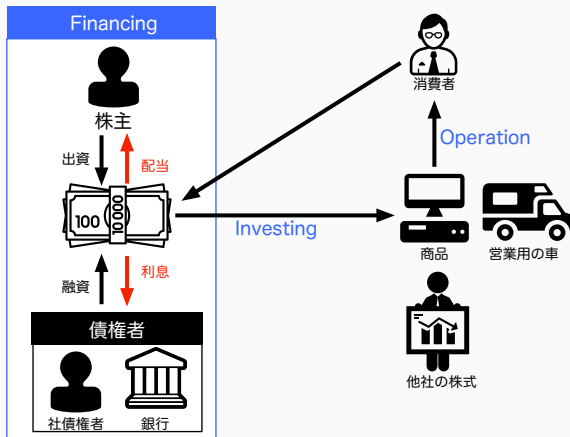 Financing
株主
出資
配当
100
10000
融資
利息
債権者
社債権者
銀行
消費者
Operation
Investing
商品
営業用の車
他社の株式